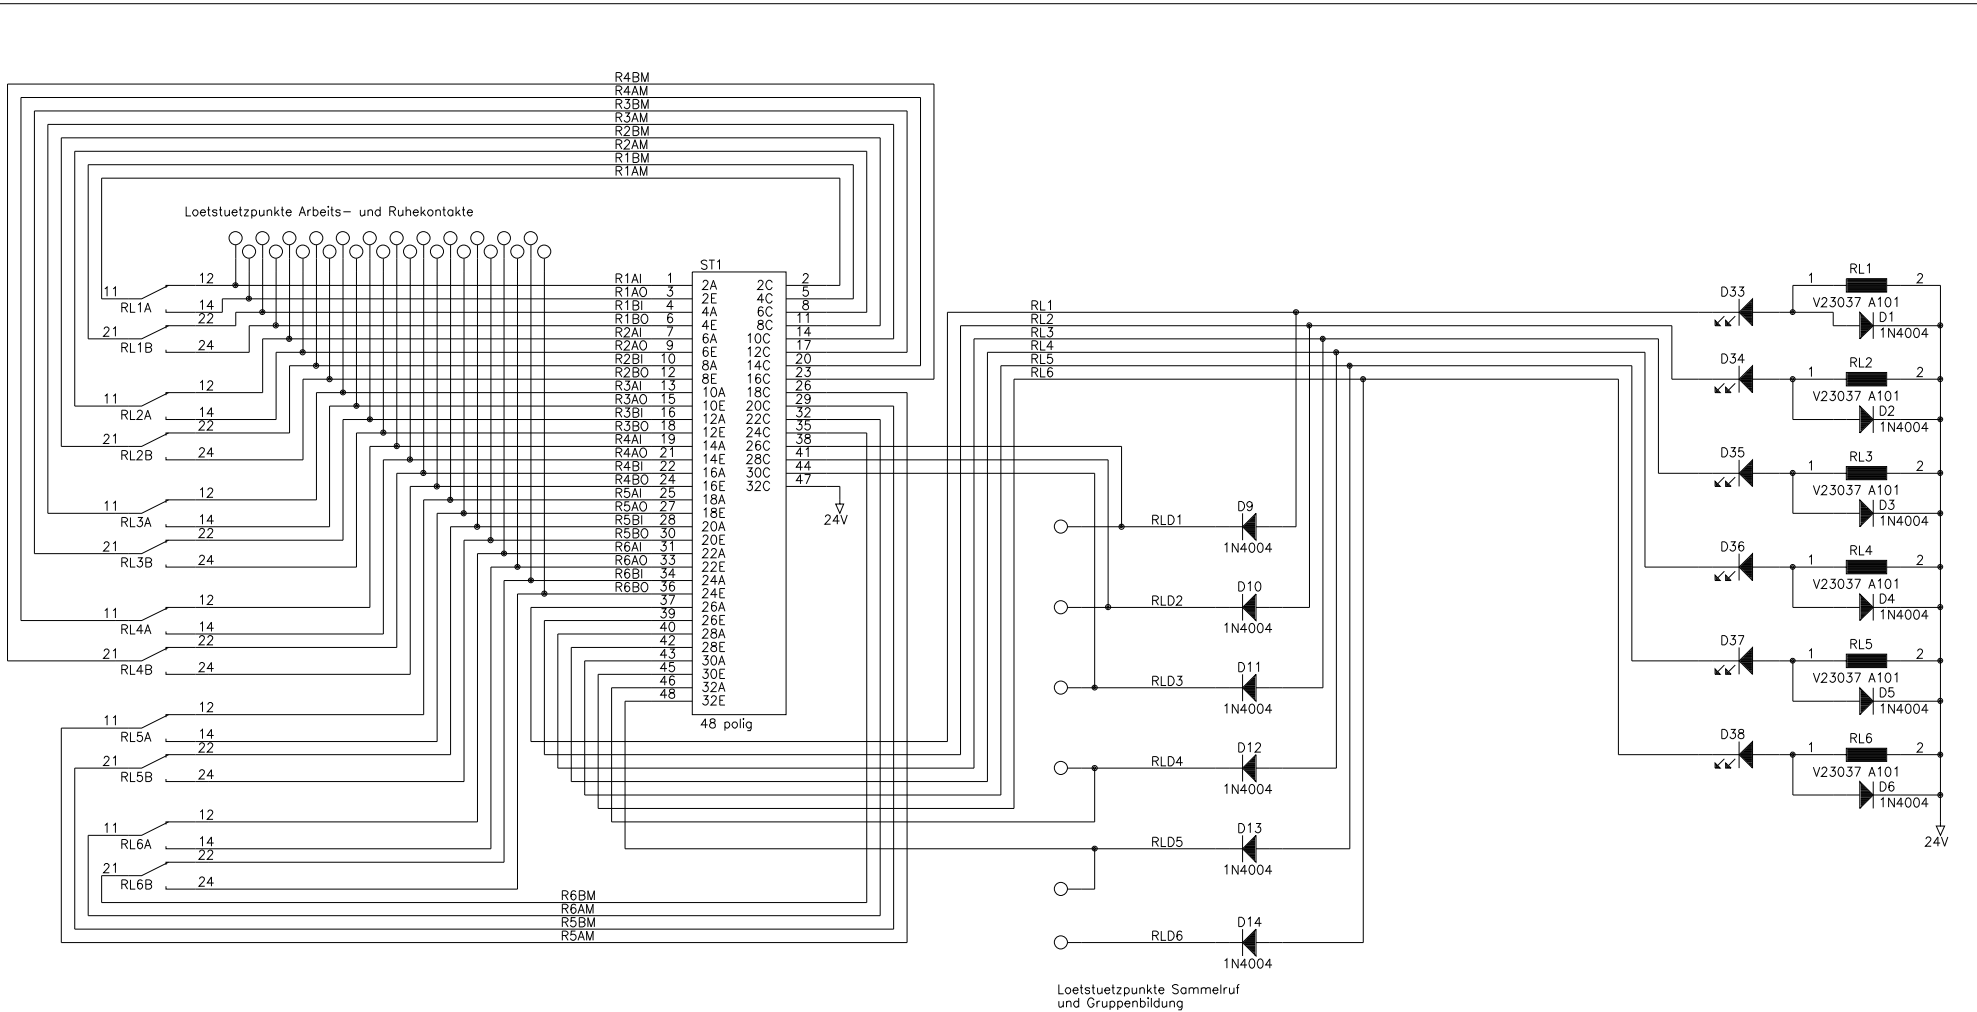 R4BM
R4AM
R3BM
R3AM
R2BM
R2AM
R1BM
R1AM
Loetstuetzpunkte Arbeits- und Ruhekontakte
11 12
RL1A 14
21 22
RL1B 24
11 12
RL2A 14
21 22
RL2B 24
11 12
RL3A 14
21 22
RL3B 24
11 12
RL4A 14
21 22
RL4B 24
11 12
RL5A 14
21 22
RL5B 24
11 12
RL6A 14
21 22
RL6B 24
ST1
R1AI 1 2A 2C 2
R1AO 3 2E 4C 5
R1BI 4 4A 6C 8
R1BO 6 4E 8C 11
R2AI 7 6A 10C 14
R2AO 9 6E 12C 17
R2BI 10 8A 14C 20
R2BO 12 8E 16C 23
R3AI 13 10A 18C 26
R3AO 15 10E 20C 29
R3BI 16 12A 22C 32
R3BO 18 12E 24C 35
R4AI 19 14A 26C 38
R4AO 21 14E 28C 41
R4BI 22 16A 30C 44
R4BO 24 16E 32C 47
R5AI 25 18A
R5AO 27 18E
R5BI 28 20A
R5BO 30 20E
R6AI 31 22A
R6AO 33 22E
R6BI 34 24A
R6BO 36 24E
37 26A
39 26E
40 28A
42 28E
43 30A
45 30E
46 32A
48 32E
48 polig
24V
R6BM
R6AM
R5BM
R5AM
RL1
RL2
RL3
RL4
RL5
RL6
RLD1 D9
1N4004
RLD2 D10
1N4004
RLD3 D11
1N4004
RLD4 D12
1N4004
RLD5 D13
1N4004
RLD6 D14
1N4004
Loetstuetzpunkte Sammelruf
und Gruppenbildung
D33 1 RL1 2
V23037 A101
D1
1N4004
D34 1 RL2 2
V23037 A101
D2
1N4004
D35 1 RL3 2
V23037 A101
D3
1N4004
D36 1 RL4 2
V23037 A101
D4
1N4004
D37 1 RL5 2
V23037 A101
D5
1N4004
D38 1 RL6 2
V23037 A101
D6
1N4004
24V